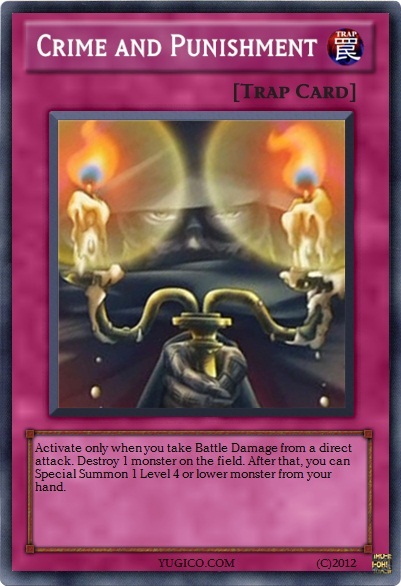 Crime and Punishment
TRAP
罠
[Trap Card]
Activate only when you take Battle Damage from a direct
attack. Destroy 1 monster on the field. After that, you can
Special Summon 1 Level 4 or lower monster from your
hand.
YUGICO.COM
(C)2012